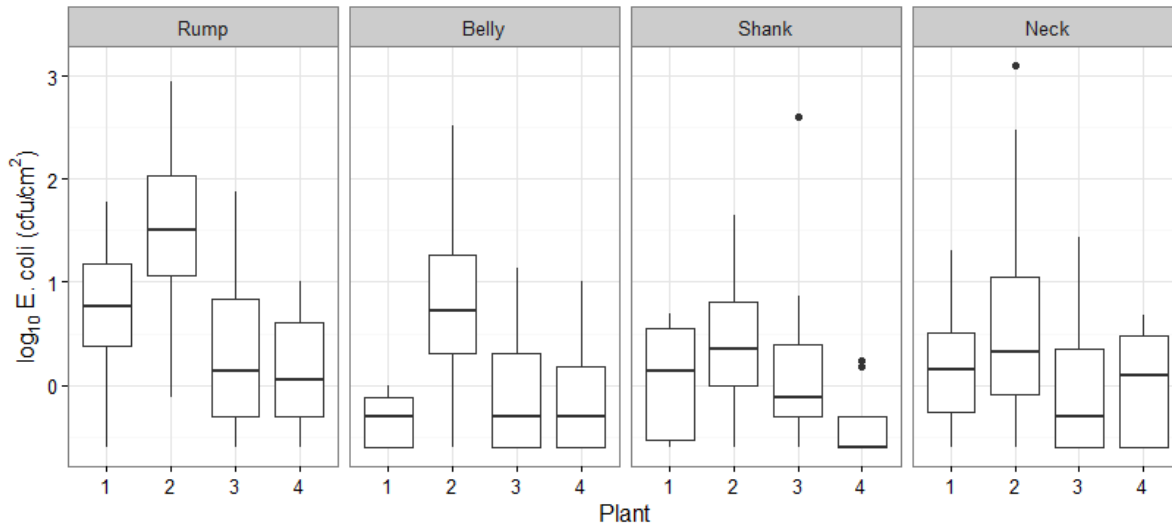 Rump Belly Shank Neck
log₁₀ E. coli (cfu/cm²)
3
2
1
0
1 2 3 4 1 2 3 4 1 2 3 4 1 2 3 4
Plant